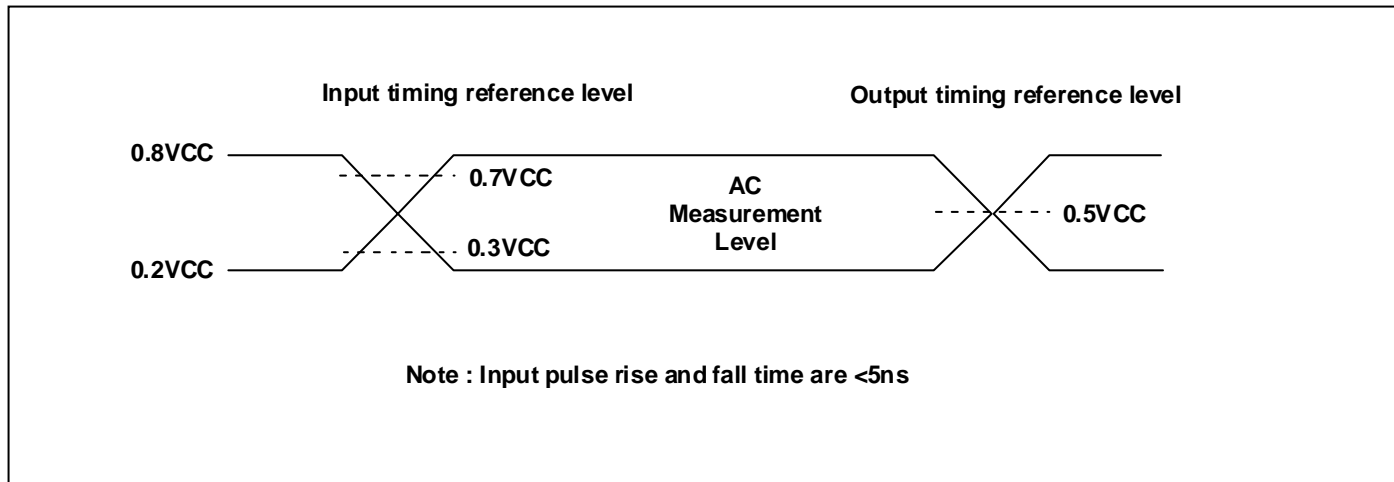 Input timing reference level
Output timing reference level
0.8VCC
0.7VCC
AC
Measurement
Level
0.5VCC
0.3VCC
0.2VCC
Note : Input pulse rise and fall time are <5ns